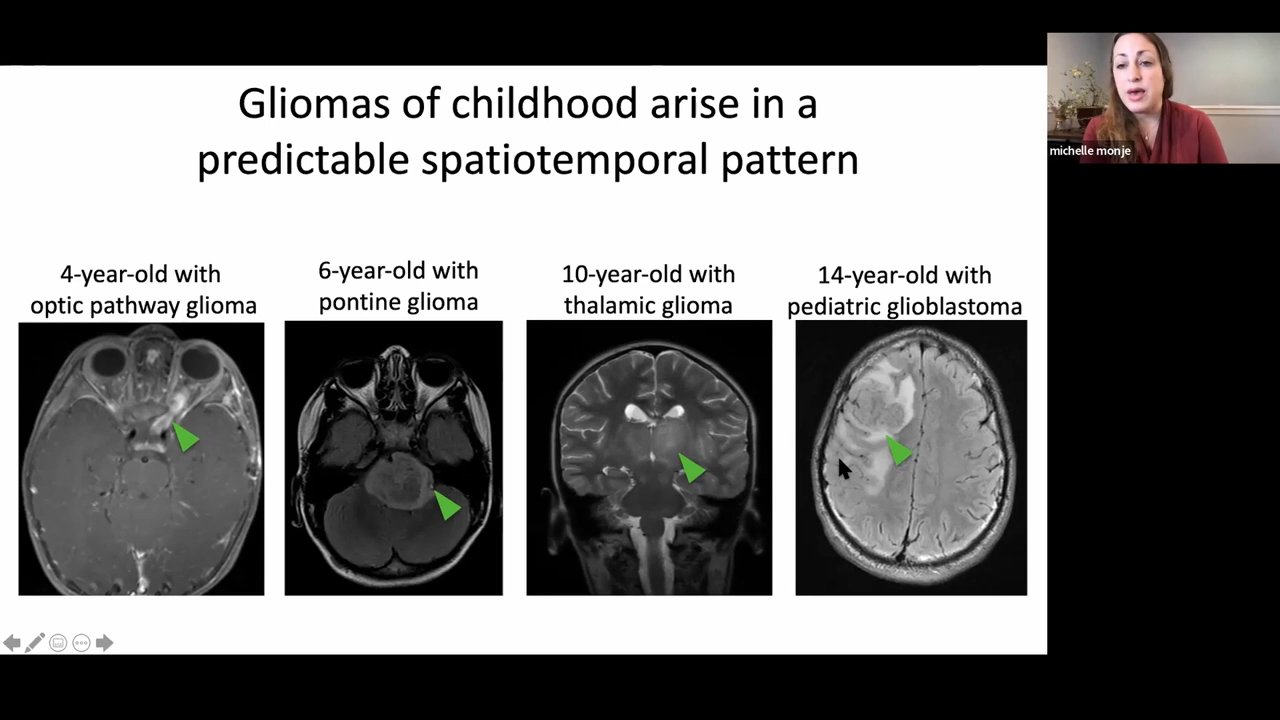 Gliomas of childhood arise in a
predictable spatiotemporal pattern
4-year-old with
optic pathway glioma
6-year-old with
pontine glioma
10-year-old with
thalamic glioma
14-year-old with
pediatric glioblastoma
michelle monje